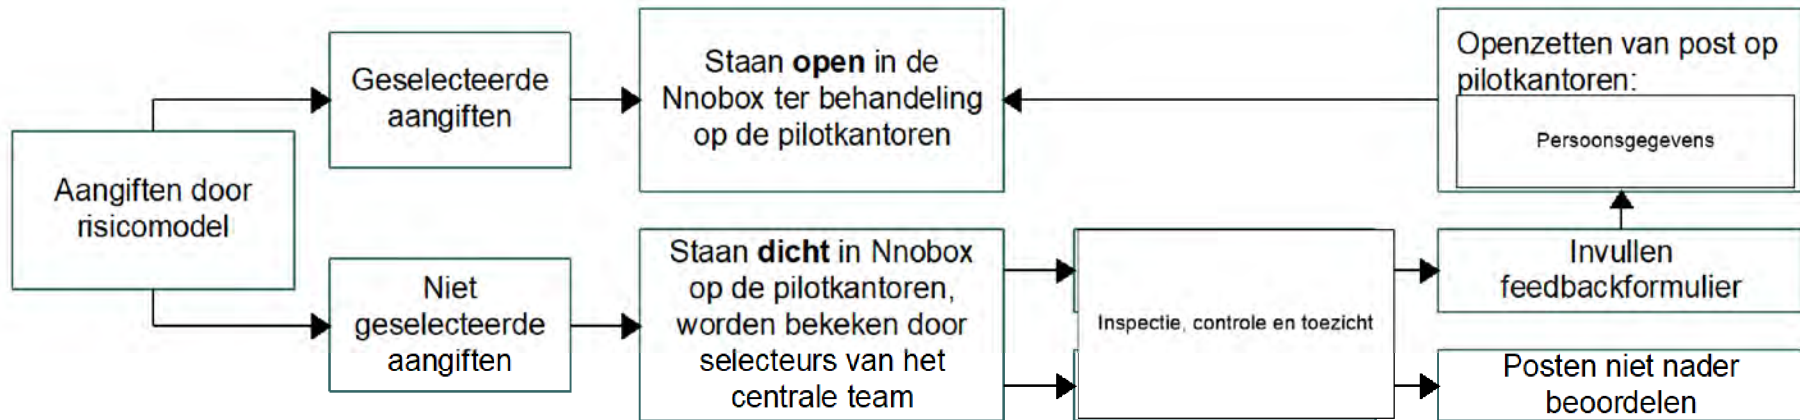 Aangiften door
risicomodel
Geselecteerde
aangiften
Staan open in de
Nnobox ter behandeling
op de pilotkantoren
Openzetten van post op
pilotkantoren:
Persoonsgegevens
Niet
geselecteerde
aangiften
Staan dicht in Nnobox
op de pilotkantoren,
worden bekeken door
selecteurs van het
centrale team
Inspectie, controle en toezicht
Invullen
feedbackformulier
Posten niet nader
beoordelen